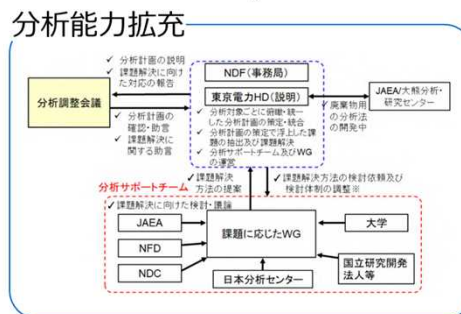 分析能力拡充
✓ 分析計画の説明
✓ 課題解決に向け
た対応の報告
分析調整会議
✓ 分析計画の
確認・助言
✓ 課題解決に
関する助言
NDF(事務局)
東京電力HD(説明)
✓ 分析対象ごとに俯瞰・統一
した分析計画の策定・統合
✓ 分析計画の策定で浮上した課
題の抽出及び課題解決
✓ 分析サポートチーム及びWG
の運営
JAEA/大熊分析・
研究センター
✓廃棄物用の
分析法の
開発中
✓課題解決
方法の提案
✓課題解決方法の検討依頼及び
検討体制の調整※
分析サポートチーム
✓課題解決に向けた検討・議論
JAEA
NFD
NDC
課題に応じたWG
日本分析センター
大学
国立研究開発
法人等